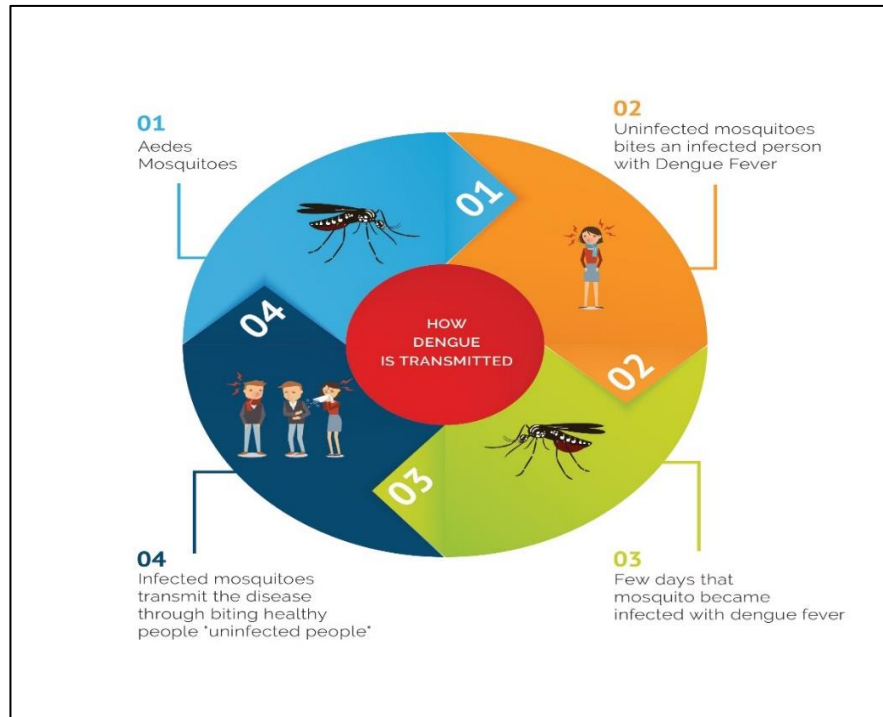 01
Aedes
Mosquitoes
02
Uninfected mosquitoes
bites an infected person
with Dengue Fever
01
04
HOW
DENGUE
IS TRANSMITTED
02
03
04
Infected mosquitoes
transmit the disease
through biting healthy
people "uninfected people"
03
Few days that
mosquito became
infected with dengue fever